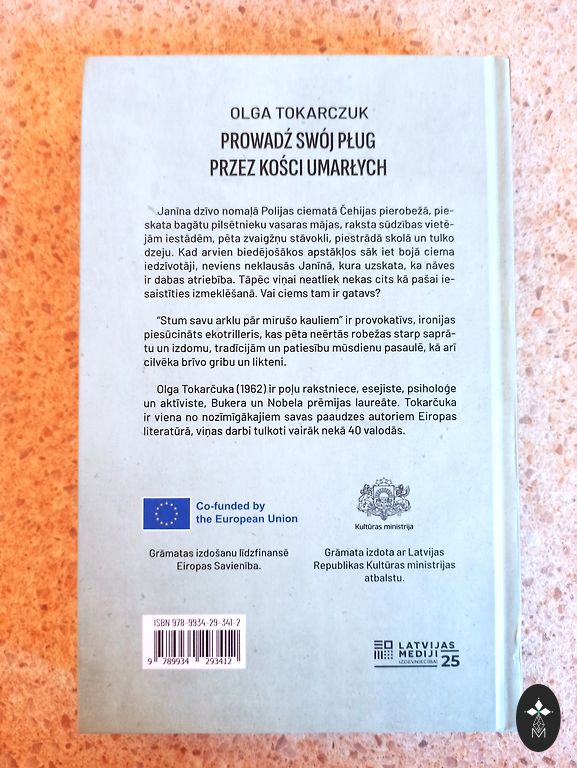 OLGA TOKARCZUK
PROWADŹ SWÓJ PŁUG
PRZEZ KOŚCI UMARŁYCH
Janīna dzīvo nomaļā Polijas ciematā Čehijas pierobežā, pie-
skata bagātu pilsētnieku vasaras mājas, raksta sūdzības vietē-
jām iestādēm, pēta zvaigžņu stāvokli, piestrādā skolā un tulko
dzeju. Kad arvien biedējošākos apstākļos sāk iet bojā ciema
iedzīvotāji, neviens neklausās Janīnā, kura uzskata, ka nāves
ir dabas atriebība. Tāpēc viņai neatliek nekas cits kā pašai ie-
saistīties izmeklēšanā. Vai ciems tam ir gatavs?
“Stum savu arklu pār mirušo kauliem” ir provokatīvs, ironijas
piesūcināts ekotrilleris, kas pēta neērtās robežas starp saprā-
tu un izdomu, tradīcijām un patiesību mūsdienu pasaulē, kā arī
cilvēka brīvo gribu un likteni.
Olga Tokarčuka (1962) ir poļu rakstniece, esejiste, psiholoģe
un aktīviste, Bukera un Nobela prēmijas laureāte. Tokarčuka
ir viena no nozīmīgākajiem savas paaudzes autoriem Eiropas
literatūrā, viņas darbi tulkoti vairāk nekā 40 valodās.
Co-funded by
the European Union
Kultūras ministrija
Grāmatas izdošanu līdzfinansē
Eiropas Savienība.
Grāmata izdota ar Latvijas
Republikas Kultūras ministrijas
atbalstu.
ISBN 978-9934-29-341-2
9 789934 293412
LATVIJAS
MEDIJI
IZDEVNIECĪBAI 25
M